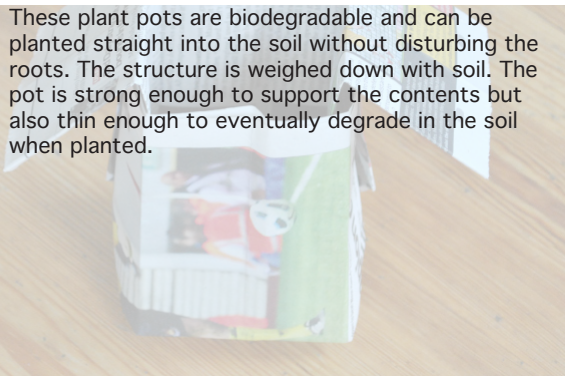 These plant pots are biodegradable and can be
planted straight into the soil without disturbing the
roots. The structure is weighed down with soil. The
pot is strong enough to support the contents but
also thin enough to eventually degrade in the soil
when planted.